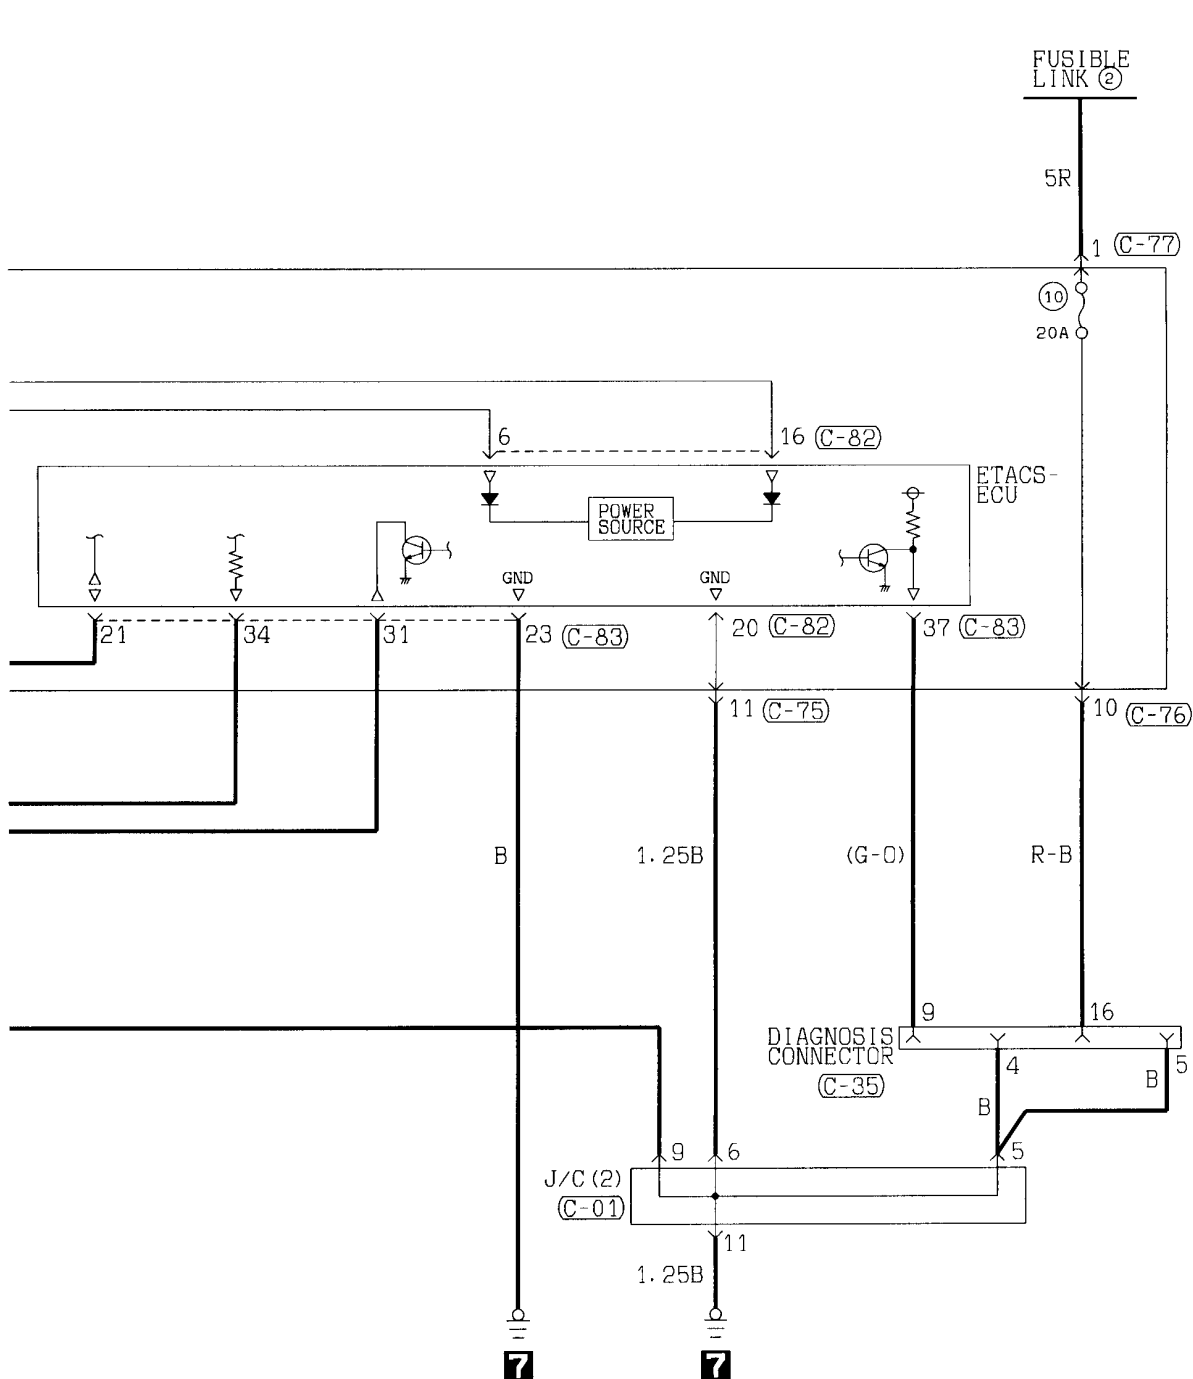 FUSIBLE
LINK ②
5R
1 C-77
⑩
20A
6
16 C-82
ETACS-
ECU
POWER
SOURCE
GND
GND
21
34
31
23 C-83
20 C-82
37 C-83
11 C-75
10 C-76
B
1.25B
(G-O)
R-B
9
16
DIAGNOSIS
CONNECTOR
C-35
4
5
B
B
9
6
5
J/C(2)
C-01
11
1.25B
7
7